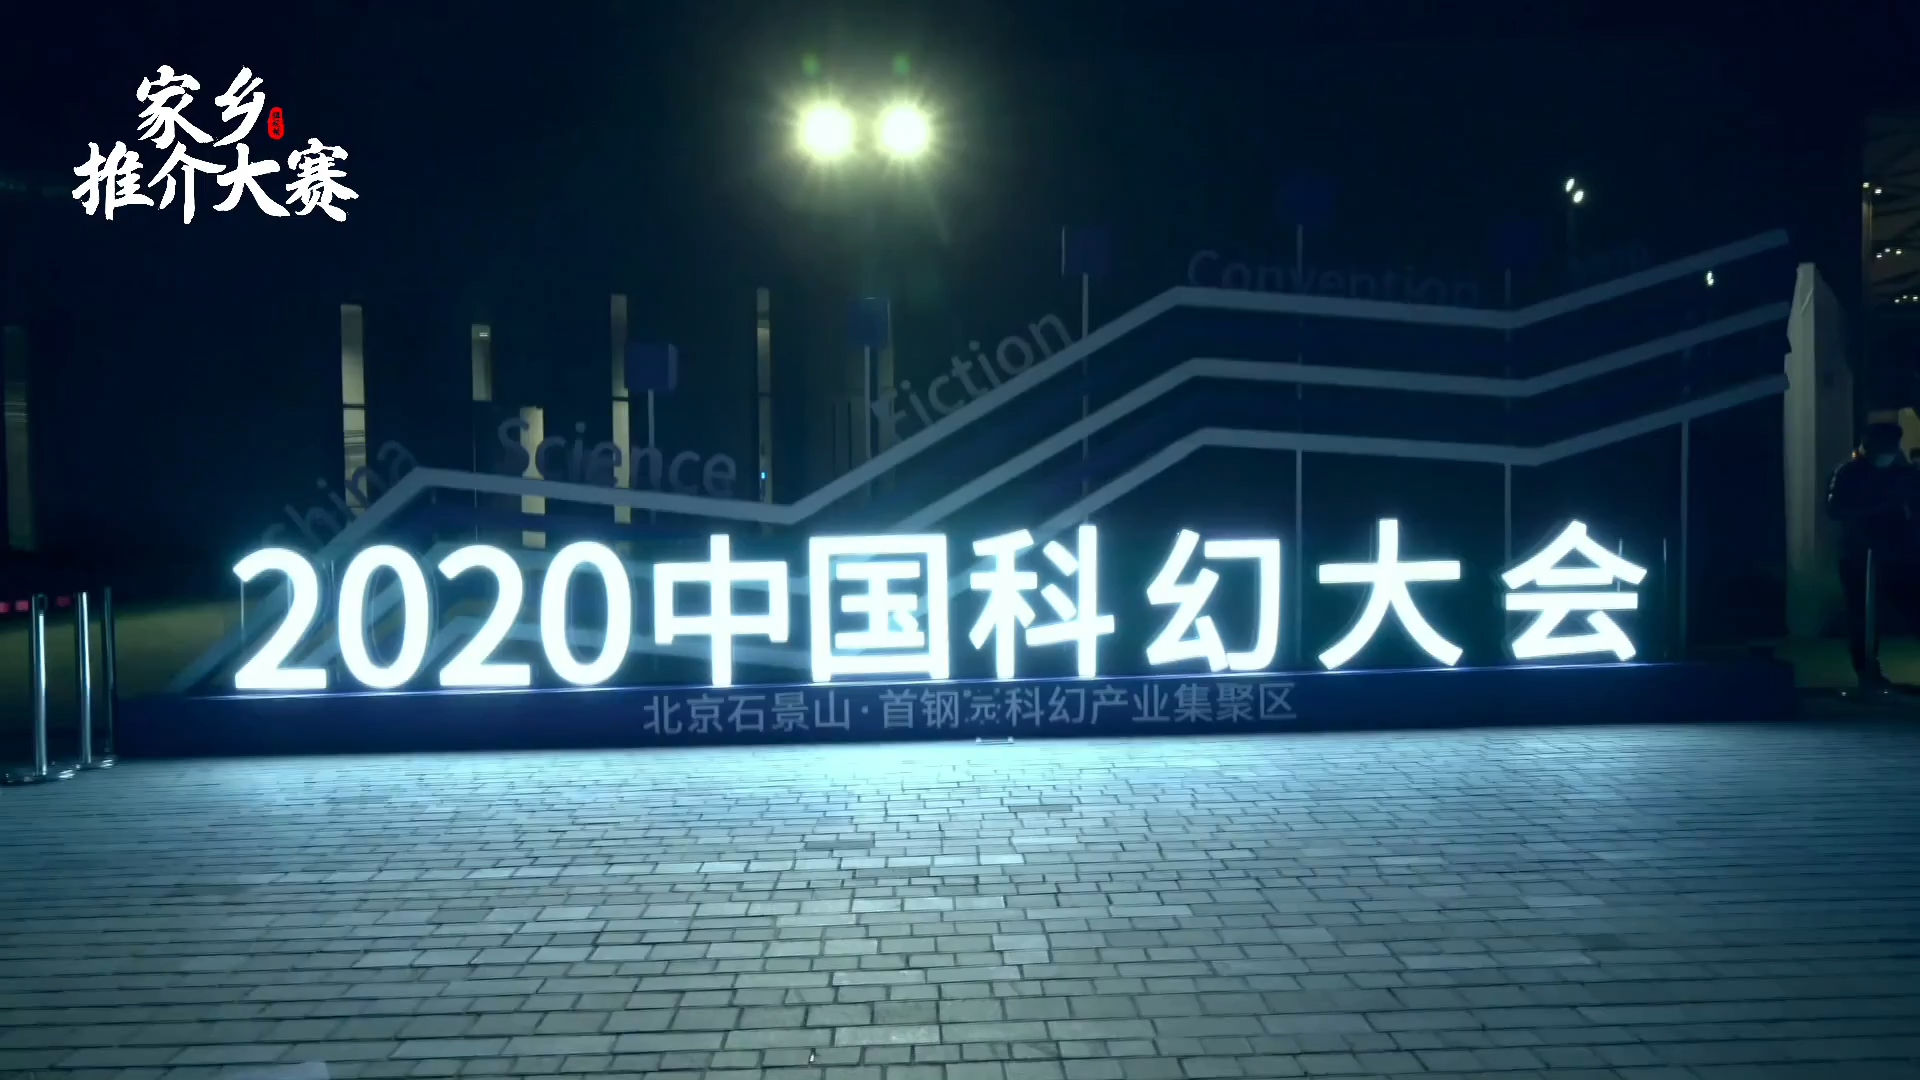 家乡
推介大赛
China Science Fiction Convention
2020中国科幻大会
北京石景山·首钢园科幻产业集聚区